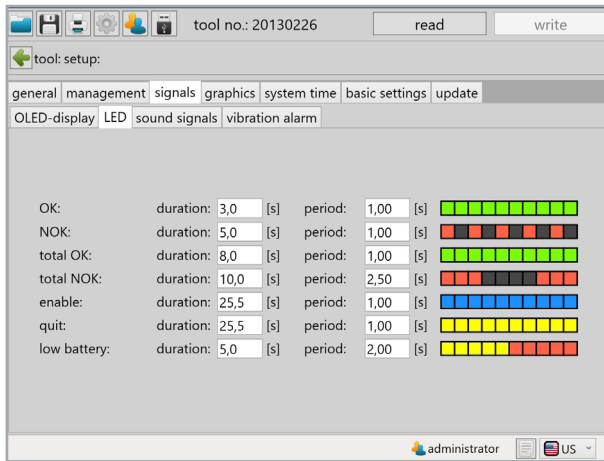 tool no.: 20130226 read write
tool: setup:
general management signals graphics system time basic settings update
OLED-display LED sound signals vibration alarm
OK: duration: 3,0 [s] period: 1,00 [s]
NOK: duration: 5,0 [s] period: 1,00 [s]
total OK: duration: 8,0 [s] period: 1,00 [s]
total NOK: duration: 10,0 [s] period: 2,50 [s]
enable: duration: 25,5 [s] period: 1,00 [s]
quit: duration: 25,5 [s] period: 1,00 [s]
low battery: duration: 5,0 [s] period: 2,00 [s]
administrator US